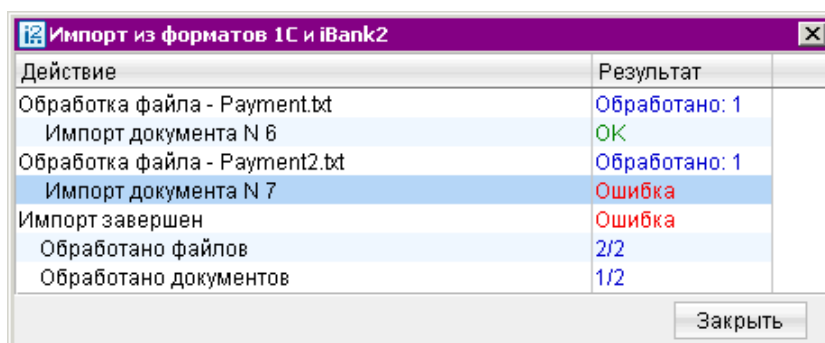 Импорт из форматов 1С и iBank2
Действие Результат
Обработка файла - Payment.txt Обработано: 1
Импорт документа N 6 OK
Обработка файла - Payment2.txt Обработано: 1
Импорт документа N 7 Ошибка
Импорт завершен Ошибка
Обработано файлов 2/2
Обработано документов 1/2
Закрыть